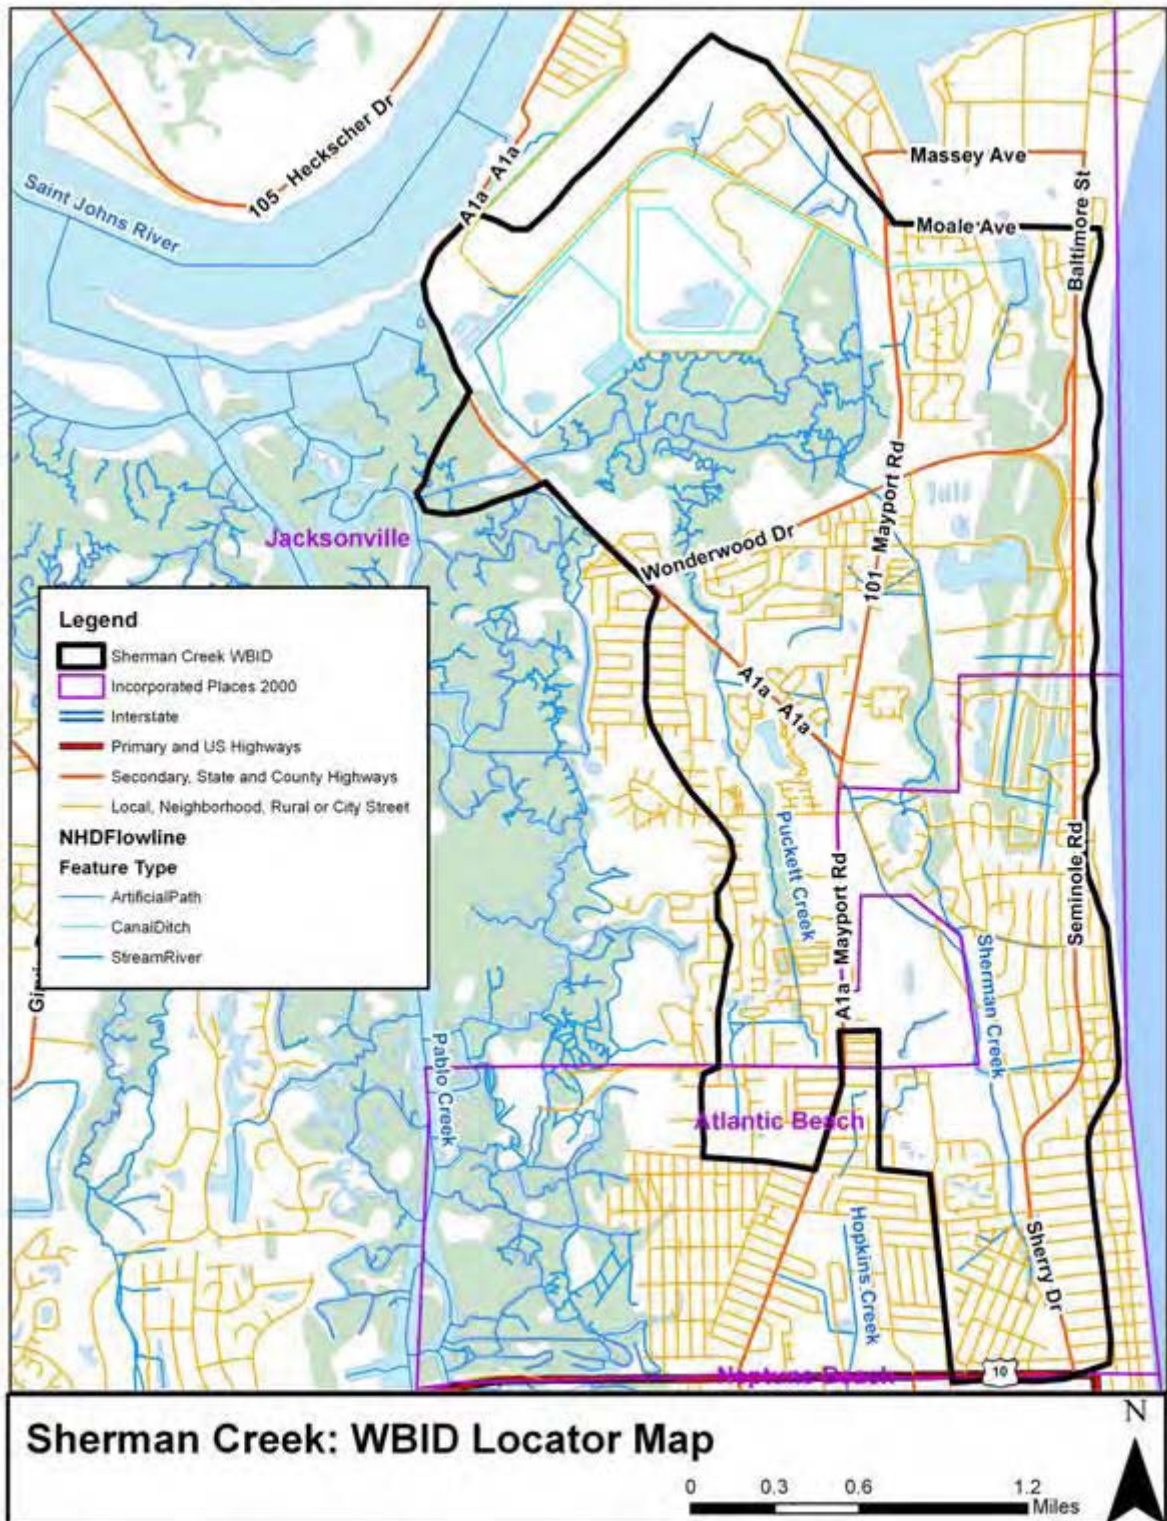 Massey Ave
105 - Heckscher Dr
A1a - A1a
Saint Johns River
Moale Ave
Baltimore St
101 - Mayport Rd
Jacksonville
Wonderwood Dr
Legend
Sherman Creek WBID
Incorporated Places 2000
Interstate
Primary and US Highways
Secondary, State and County Highways
Local, Neighborhood, Rural or City Street
NHDFlowline
Feature Type
ArtificialPath
CanalDitch
StreamRiver
A1a - A1a
Puckett Creek
A1a - Mayport Rd
Seminole Rd
Sherman Creek
Pablo Creek
Atlantic Beach
Hopkins Creek
Sherry Dr
Neptune Beach
10
Sherman Creek: WBID Locator Map
N
0 0.3 0.6 1.2
Miles